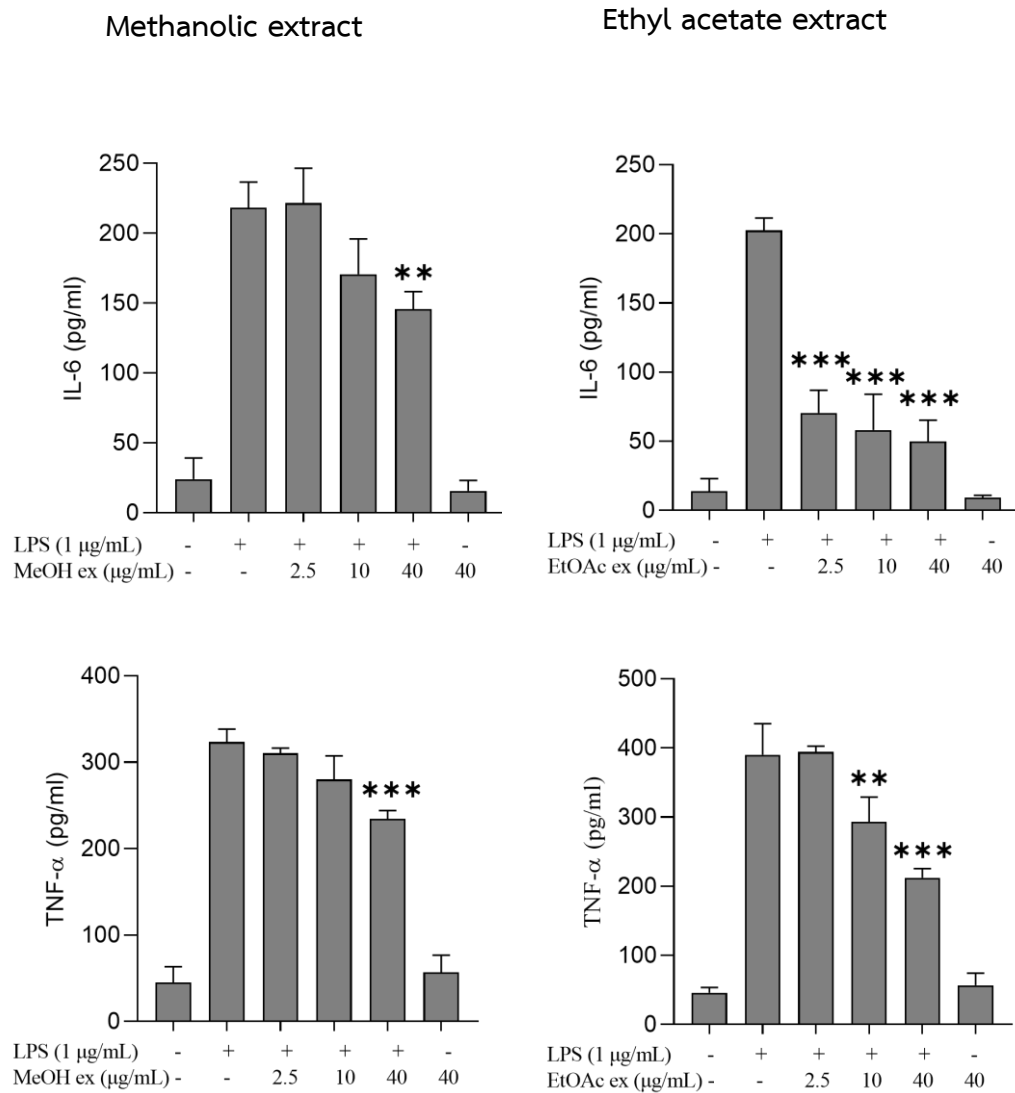 Methanolic extract
Ethyl acetate extract
IL-6 (pg/ml)
250
200
150
100
50
0
**
LPS (1 μg/mL) - + + + + -
MeOH ex (μg/mL) - - 2.5 10 40 40
IL-6 (pg/ml)
250
200
150
100
50
0
*** *** ***
LPS (1 μg/mL) - + + + + -
EtOAc ex (μg/mL) - - 2.5 10 40 40
TNF-α (pg/ml)
400
300
200
100
0
***
LPS (1 μg/mL) - + + + + -
MeOH ex (μg/mL) - - 2.5 10 40 40
TNF-α (pg/ml)
500
400
300
200
100
0
** ***
LPS (1 μg/mL) - + + + + -
EtOAc ex (μg/mL) - - 2.5 10 40 40